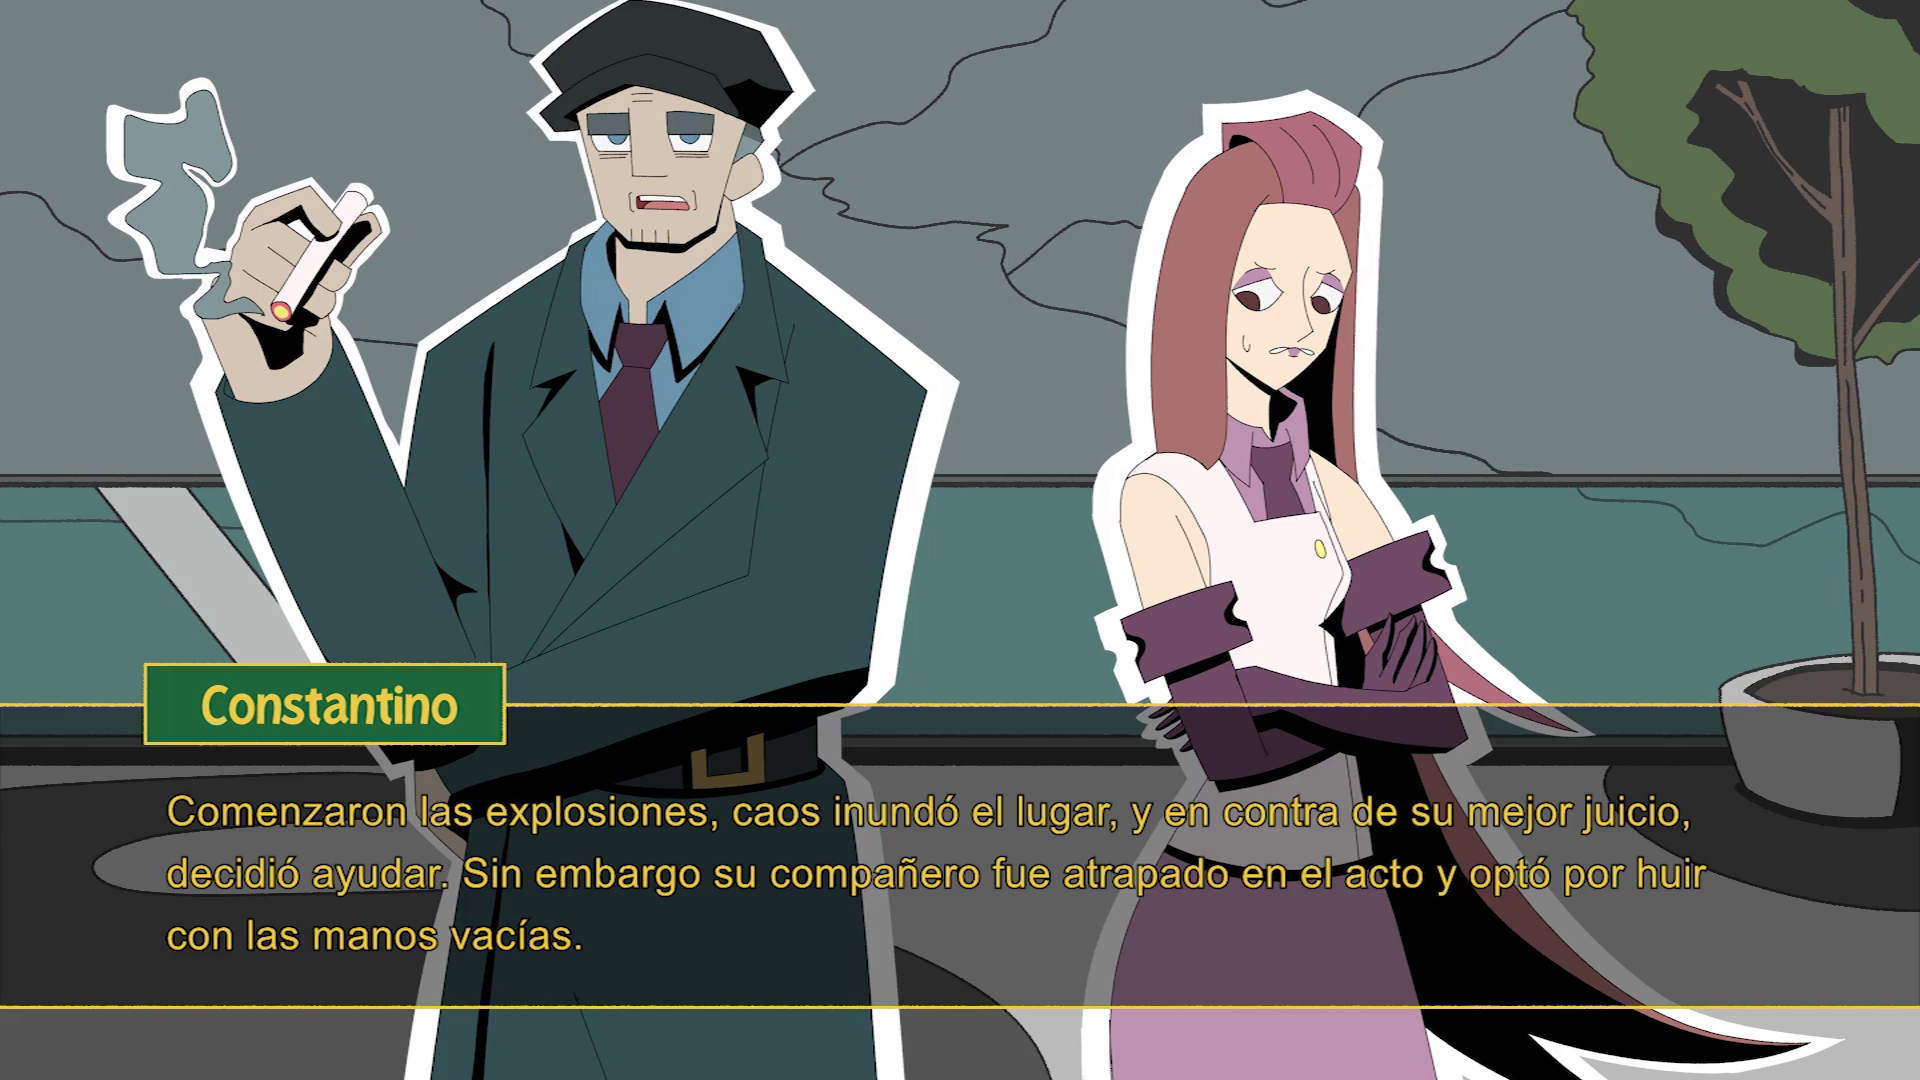 Constantino
Comenzaron las explosiones, caos inundó el lugar, y en contra de su mejor juicio,
decidió ayudar. Sin embargo su compañero fue atrapado en el acto y optó por huir
con las manos vacías.